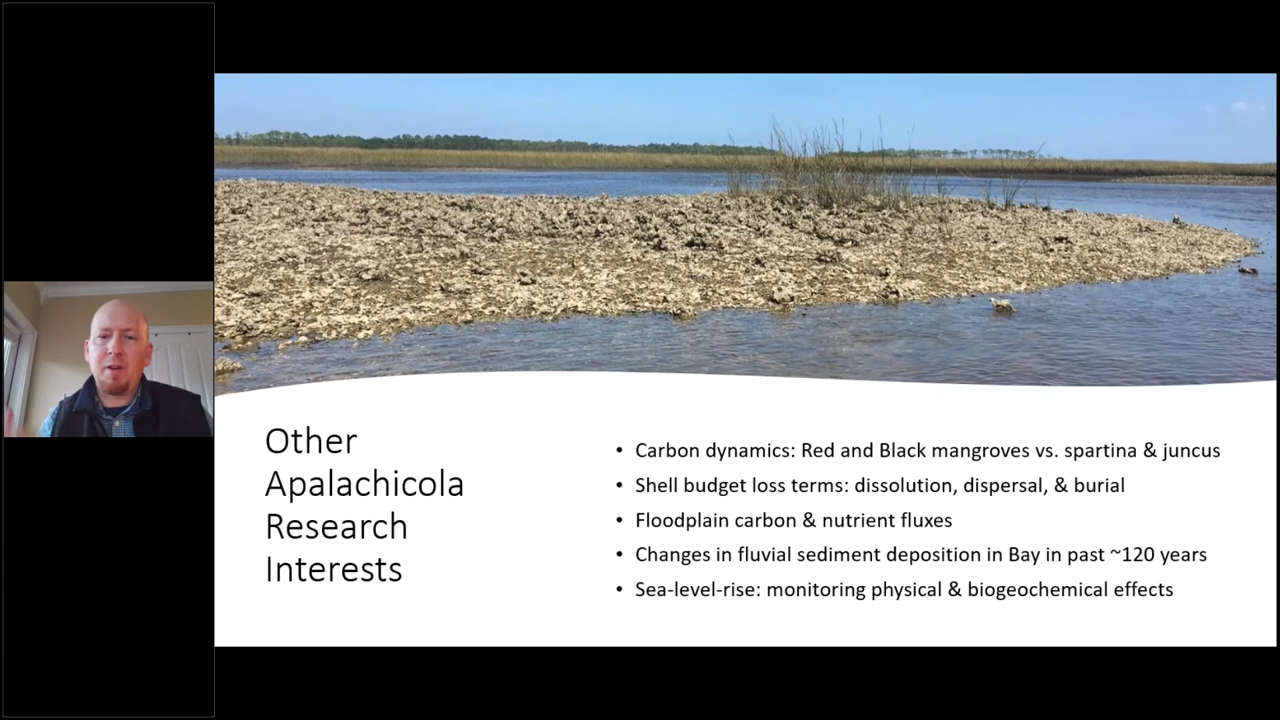 Other
Apalachicola
Research
Interests
• Carbon dynamics: Red and Black mangroves vs. spartina & juncus
• Shell budget loss terms: dissolution, dispersal, & burial
• Floodplain carbon & nutrient fluxes
• Changes in fluvial sediment deposition in Bay in past ~120 years
• Sea-level-rise: monitoring physical & biogeochemical effects